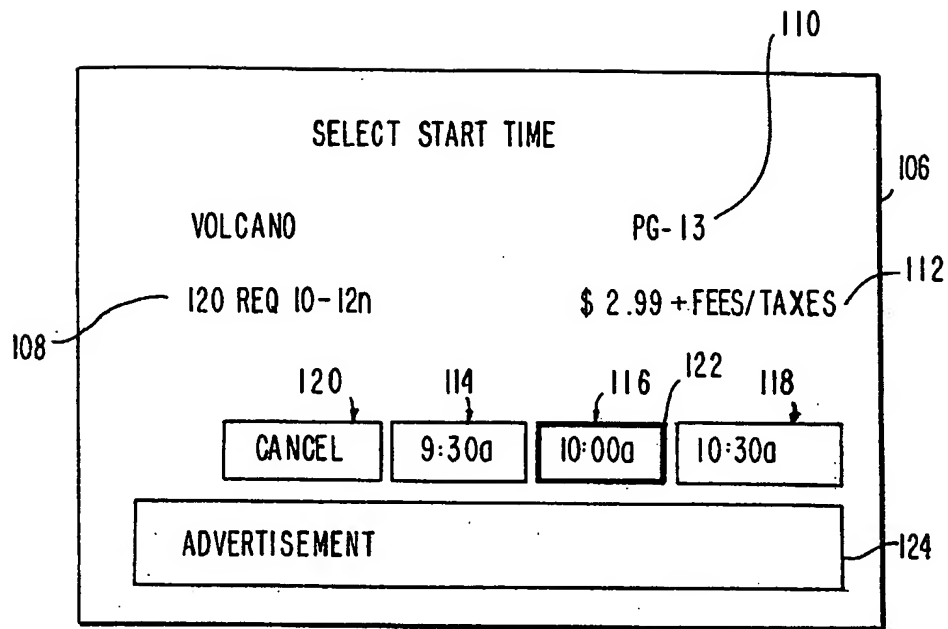 110
SELECT START TIME
106
VOLCANO PG-13
112
120 REQ 10-12n $ 2.99 + FEES/TAXES
108
120 114 116 122 118
CANCEL 9:30a 10:00a 10:30a
ADVERTISEMENT
124